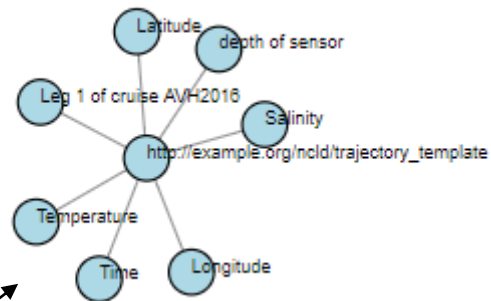 Latitude
depth of sensor
Leg 1 of cruise AVH2016
Salinity
http://example.org/ncld/trajectory_template
Temperature
Time
Longitude